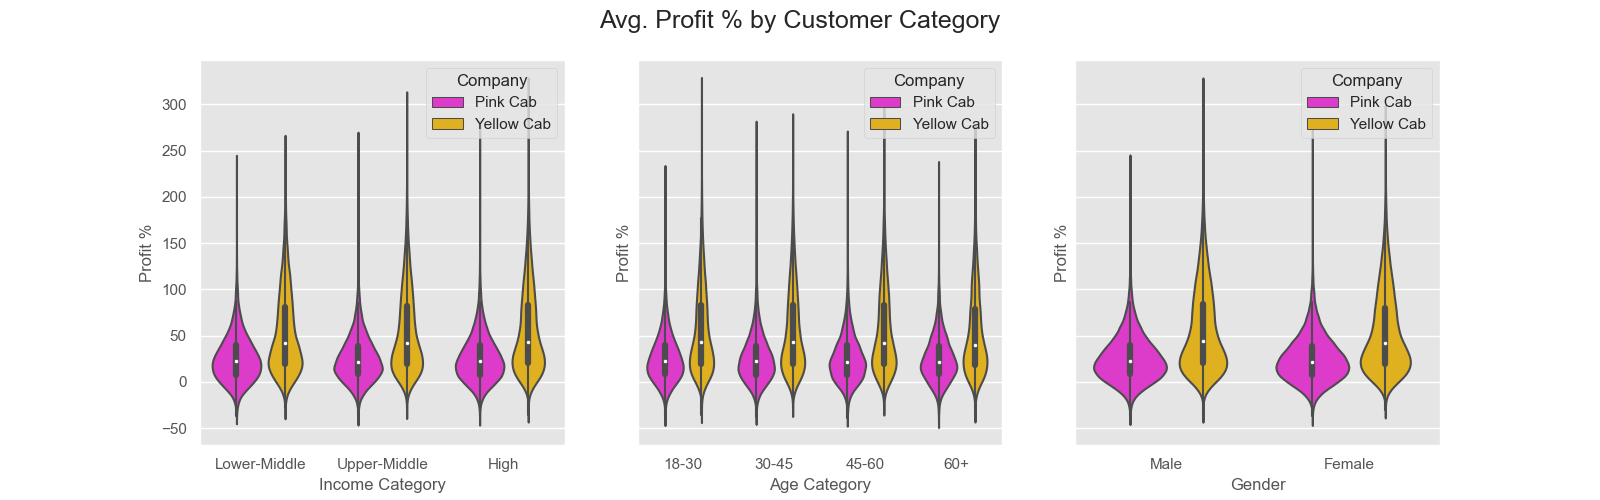 Avg. Profit % by Customer Category
Profit %
300
250
200
150
100
50
0
−50
Company
Pink Cab
Yellow Cab
Lower-Middle Upper-Middle High
Income Category
Profit %
Company
Pink Cab
Yellow Cab
18-30 30-45 45-60 60+
Age Category
Profit %
Company
Pink Cab
Yellow Cab
Male Female
Gender